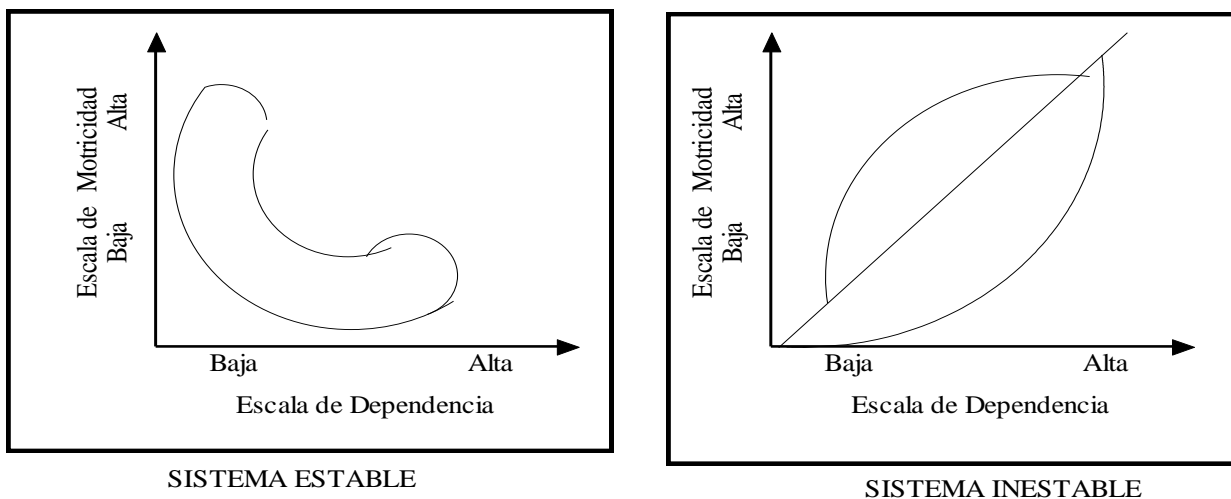 Escala de Motricidad
Baja Alta
Baja Alta
Escala de Dependencia
SISTEMA ESTABLE
Escala de Motricidad
Baja Alta
Baja Alta
Escala de Dependencia
SISTEMA INESTABLE